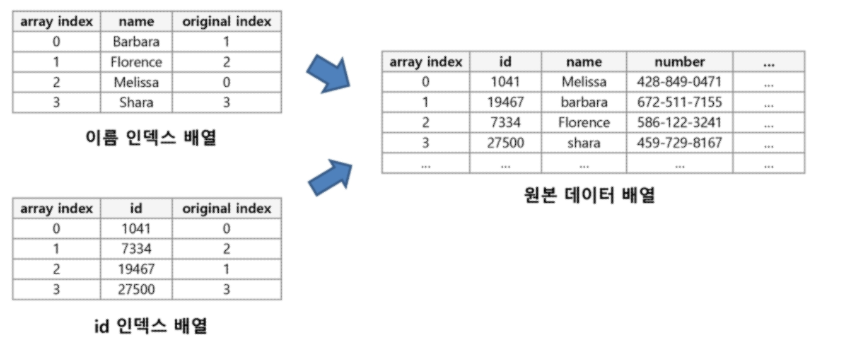 array index name original index
0 Barbara 1
1 Florence 2
2 Melissa 0
3 Shara 3
이름 인덱스 배열
array index id original index
0 1041 0
1 7334 2
2 19467 1
3 27500 3
id 인덱스 배열
array index id name number ...
0 1041 Melissa 428-849-0471 ...
1 19467 barbara 672-511-7155 ...
2 7334 Florence 586-122-3241 ...
3 27500 shara 459-729-8167 ...
... ... ... ... ...
원본 데이터 배열